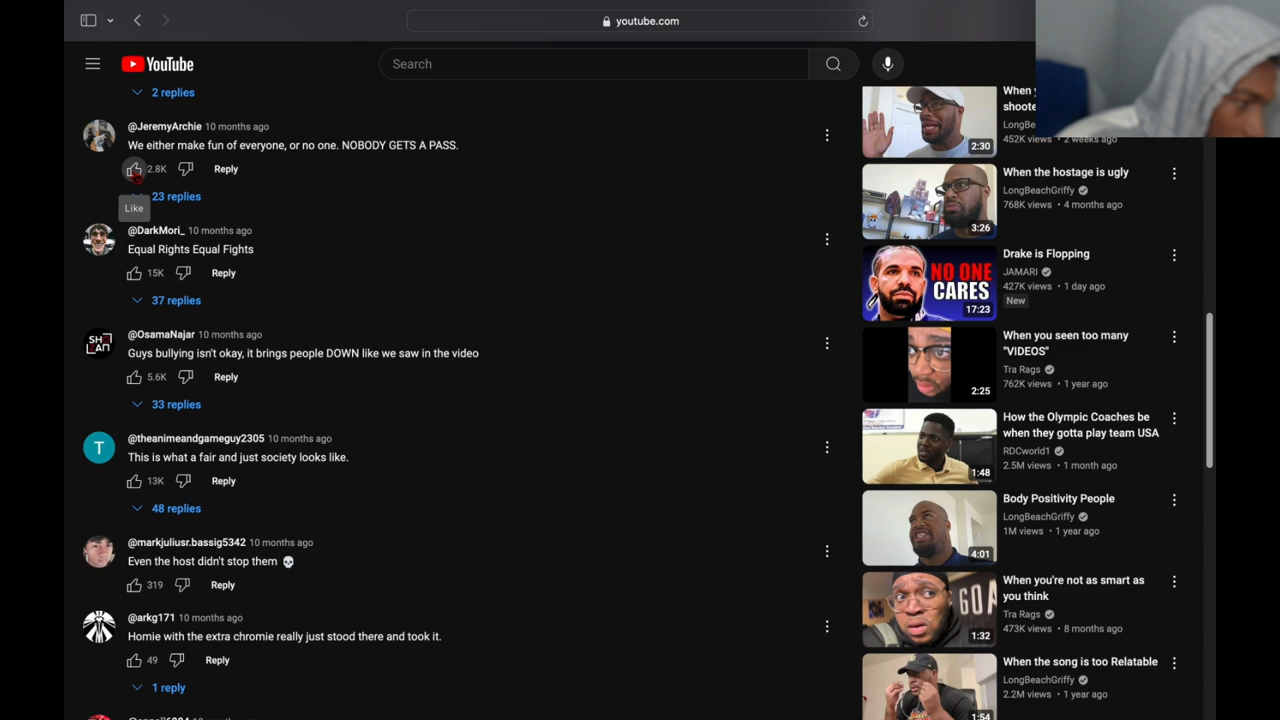 youtube.com
YouTube
Search
2 replies
@JeremyArchie 10 months ago
We either make fun of everyone, or no one. NOBODY GETS A PASS.
2.8K
Reply
23 replies
Like
@DarkMori_ 10 months ago
Equal Rights Equal Fights
15K
Reply
37 replies
@OsamaNajar 10 months ago
Guys bullying isn't okay, it brings people DOWN like we saw in the video
5.6K
Reply
33 replies
T
@theanimeandgameguy2305 10 months ago
This is what a fair and just society looks like.
13K
Reply
48 replies
@markjuliusr.bassig5342 10 months ago
Even the host didn't stop them 💀
319
Reply
@arkg171 10 months ago
Homie with the extra chromie really just stood there and took it.
49
Reply
1 reply
When
2:30
452K views • 2 weeks ago
When the hostage is ugly
LongBeachGriffy
768K views • 4 months ago
3:26
Drake is Flopping
JAMARI
427K views • 1 day ago
New
NO ONE
CARES
17:23
When you seen too many
"VIDEOS"
Tra Rags
762K views • 1 year ago
2:25
How the Olympic Coaches be
when they gotta play team USA
RDCworld1
2.5M views • 1 month ago
1:48
Body Positivity People
LongBeachGriffy
1M views • 1 year ago
4:01
When you're not as smart as
you think
Tra Rags
473K views • 8 months ago
GOA
1:32
When the song is too Relatable
LongBeachGriffy
2.2M views • 1 year ago
1:54